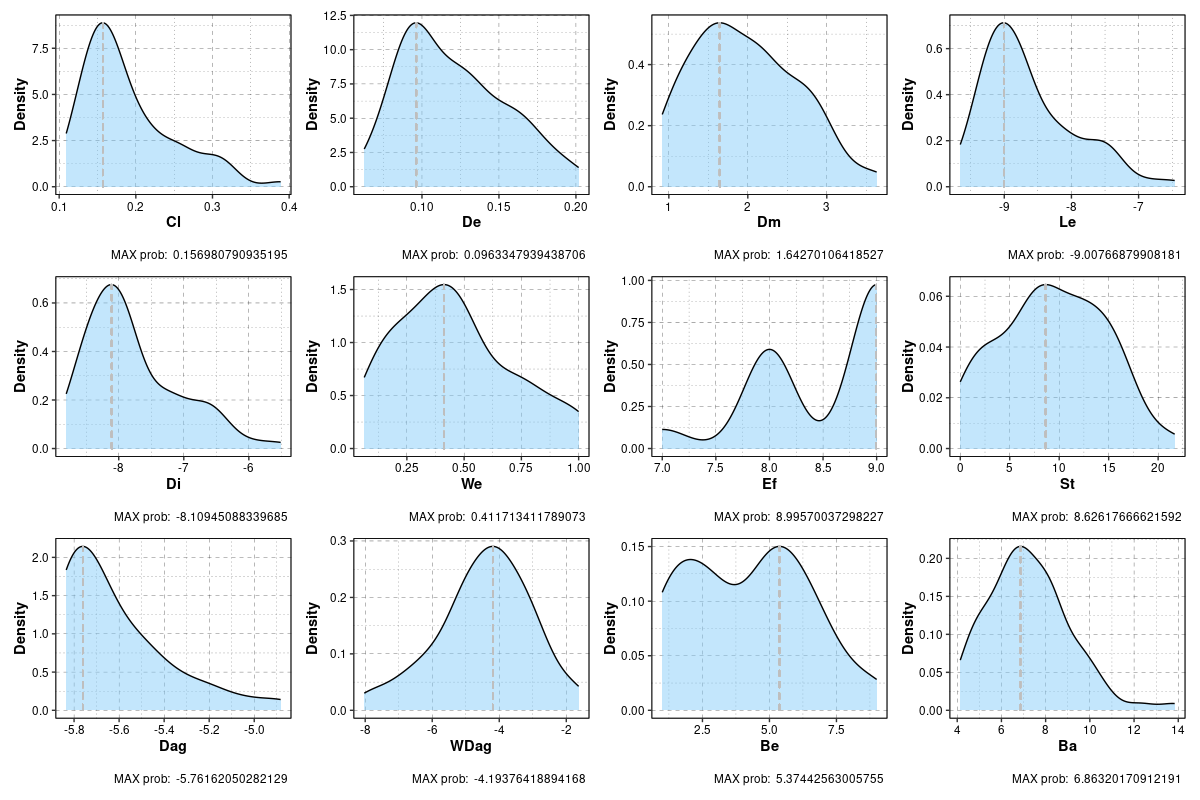 Density
7.5
5.0
2.5
0.0
0.1 0.2 0.3 0.4
Cl
MAX prob: 0.156980790935195
Density
12.5
10.0
7.5
5.0
2.5
0.0
0.10 0.15 0.20
De
MAX prob: 0.0963347939438706
Density
0.4
0.2
0.0
1 2 3
Dm
MAX prob: 1.64270106418527
Density
0.6
0.4
0.2
0.0
-9 -8 -7
Le
MAX prob: -9.00766879908181
Density
0.6
0.4
0.2
0.0
-8 -7 -6
Di
MAX prob: -8.10945088339685
Density
1.5
1.0
0.5
0.0
0.25 0.50 0.75 1.00
We
MAX prob: 0.411713411789073
Density
1.00
0.75
0.50
0.25
0.00
7.0 7.5 8.0 8.5 9.0
Ef
MAX prob: 8.99570037298227
Density
0.06
0.04
0.02
0.00
0 5 10 15 20
St
MAX prob: 8.62617666621592
Density
2.0
1.5
1.0
0.5
0.0
-5.8 -5.6 -5.4 -5.2 -5.0
Dag
MAX prob: -5.76162050282129
Density
0.3
0.2
0.1
0.0
-8 -6 -4 -2
WDag
MAX prob: -4.19376418894168
Density
0.15
0.10
0.05
0.00
2.5 5.0 7.5
Be
MAX prob: 5.37442563005755
Density
0.20
0.15
0.10
0.05
0.00
4 6 8 10 12 14
Ba
MAX prob: 6.86320170912191